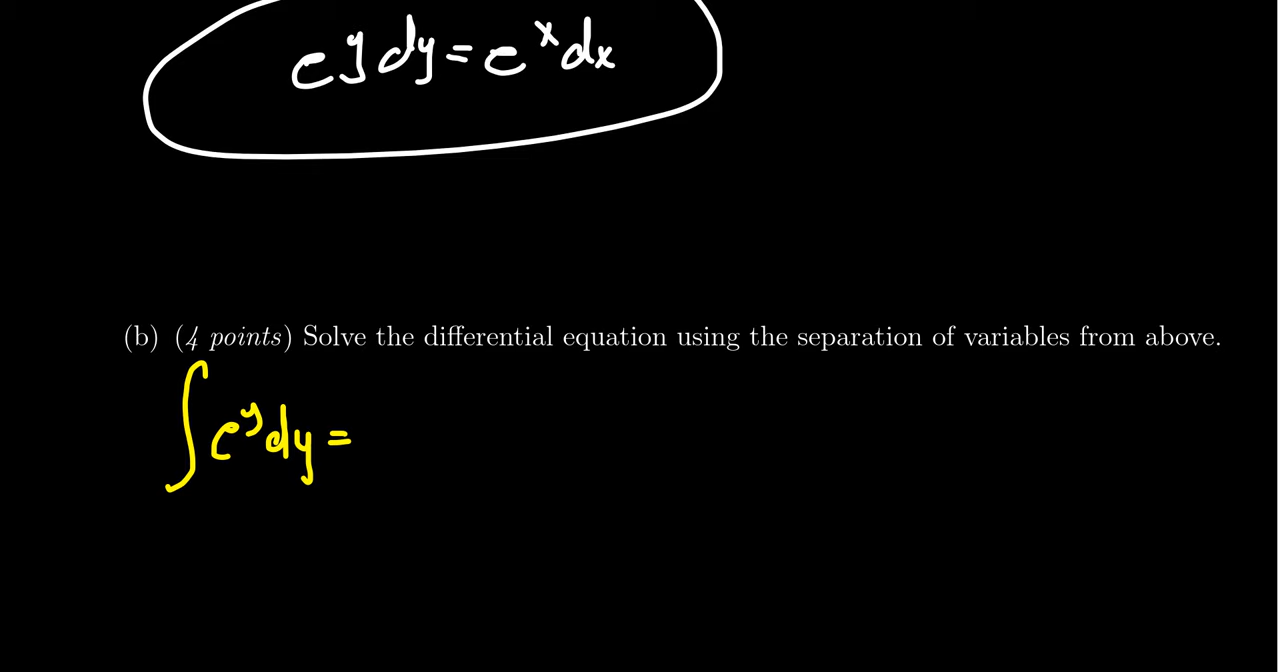 e^y dy = e^x dx
(b) (4 points) Solve the differential equation using the separation of variables from above.
∫ e^y dy =